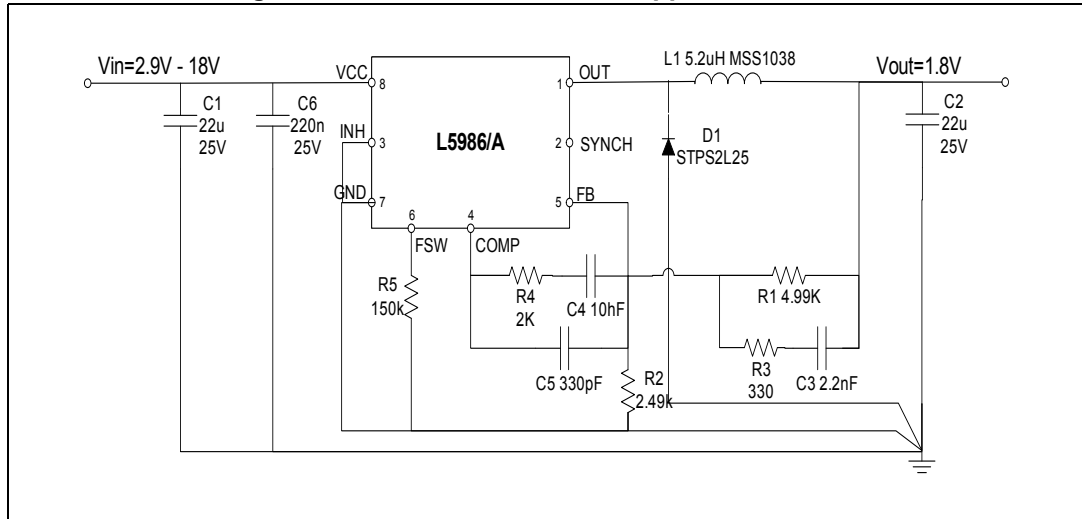 Vin=2.9V - 18V
C1
22u
25V
C6
220n
25V
VCC
8
INH
3
GND
7
L5986/A
1
OUT
2
SYNCH
5
FB
6
FSW
4
COMP
L1 5.2uH MSS1038
Vout=1.8V
C2
22u
25V
D1
STPS2L25
R5
150k
R4
2K
C4 10hF
C5 330pF
R2
2.49k
R1 4.99K
R3
330
C3 2.2nF